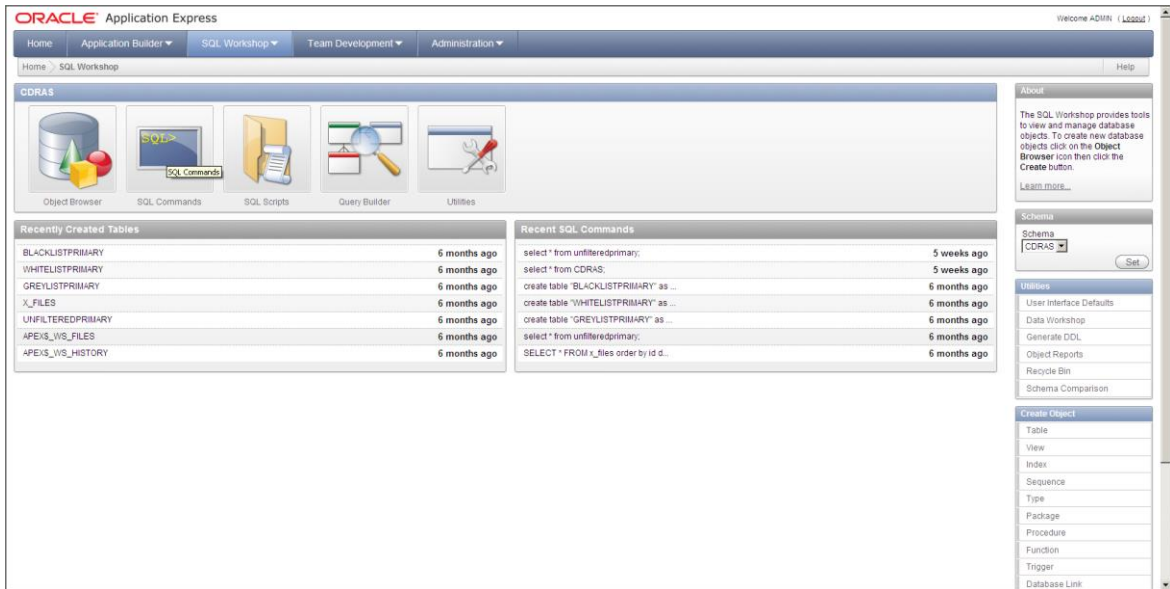 ORACLE Application Express
Welcome ADMIN ( Logout )
Home Application Builder SQL Workshop Team Development Administration
Home SQL Workshop Help
CDRAS
SQL>
SQL Commands
Object Browser SQL Commands SQL Scripts Query Builder Utilities
Recently Created Tables
BLACKLISTPRIMARY 6 months ago
WHITELISTPRIMARY 6 months ago
GREYLISTPRIMARY 6 months ago
X_FILES 6 months ago
UNFILTEREDPRIMARY 6 months ago
APEX$_WS_FILES 6 months ago
APEX$_WS_HISTORY 6 months ago
Recent SQL Commands
select * from unfilteredprimary; 5 weeks ago
select * from CDRAS; 5 weeks ago
create table "BLACKLISTPRIMARY" as ... 6 months ago
create table "WHITELISTPRIMARY" as ... 6 months ago
create table "GREYLISTPRIMARY" as ... 6 months ago
select * from unfilteredprimary; 6 months ago
SELECT * FROM x_files order by id d... 6 months ago
About
The SQL Workshop provides tools
to view and manage database
objects. To create new database
objects click on the Object
Browser icon then click the
Create button.
Learn more...
Schema
Schema
CDRAS
Set
Utilities
User Interface Defaults
Data Workshop
Generate DDL
Object Reports
Recycle Bin
Schema Comparison
Create Object
Table
View
Index
Sequence
Type
Package
Procedure
Function
Trigger
Database Link